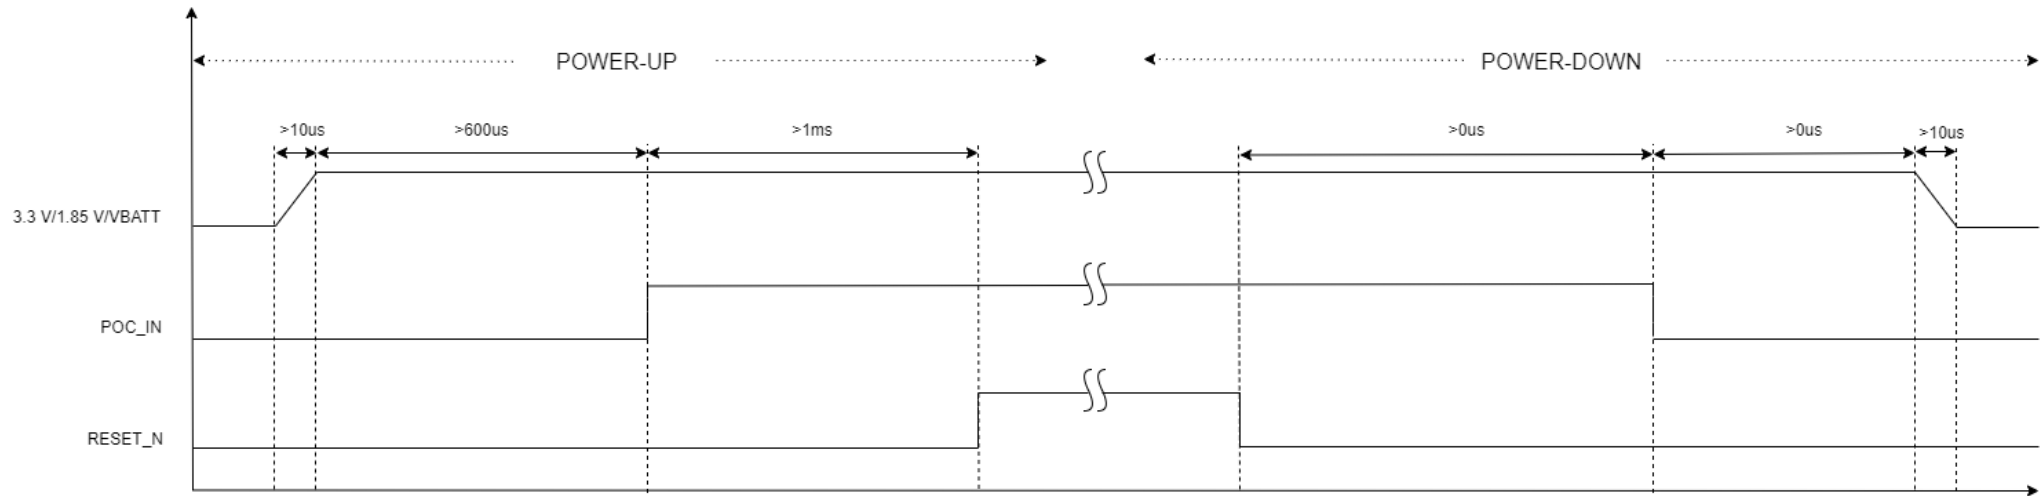 POWER-UP
POWER-DOWN
>10us
>600us
>1ms
>0us
>0us
>10us
3.3 V/1.85 V/VBATT
POC_IN
RESET_N